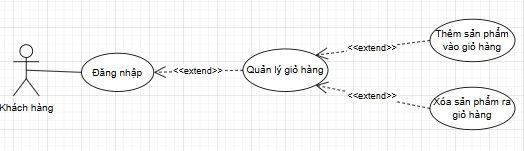 Thêm sản phẩm
vào giỏ hàng
<<extend>>
Đăng nhập
<<extend>>
Quản lý giỏ hàng
<<extend>>
Xóa sản phẩm ra
giỏ hàng
Khách hàng